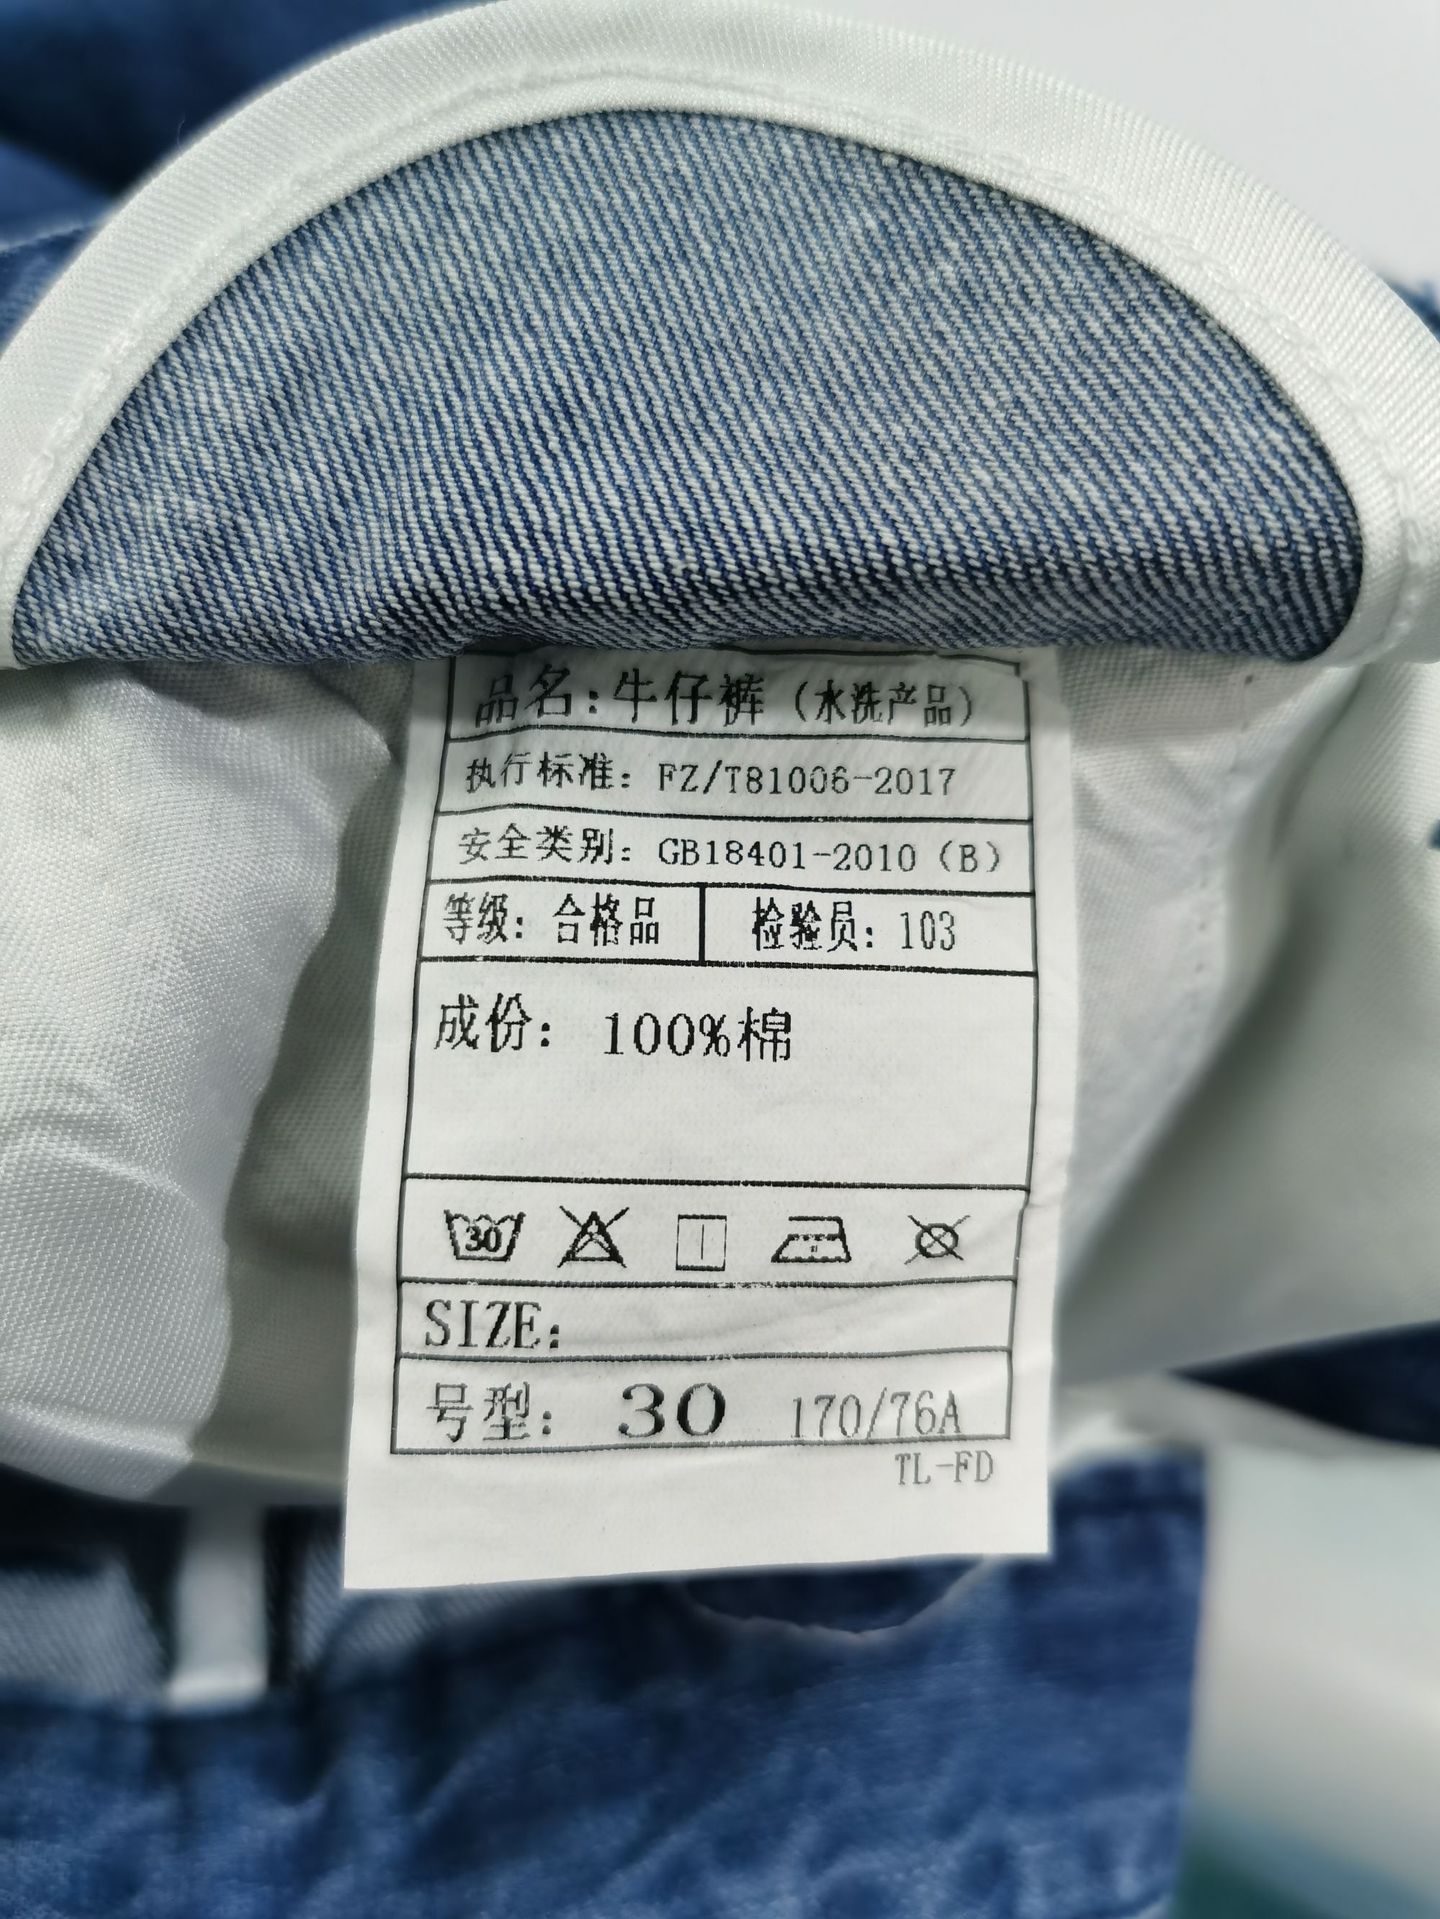 品名:牛仔裤(水洗产品)
执行标准: FZ/T81006-2017
安全类别: GB18401-2010(B)
等级: 合格品 检验员: 103
成份: 100%棉
30
SIZE:
号型: 30 170/76A
TL-FD